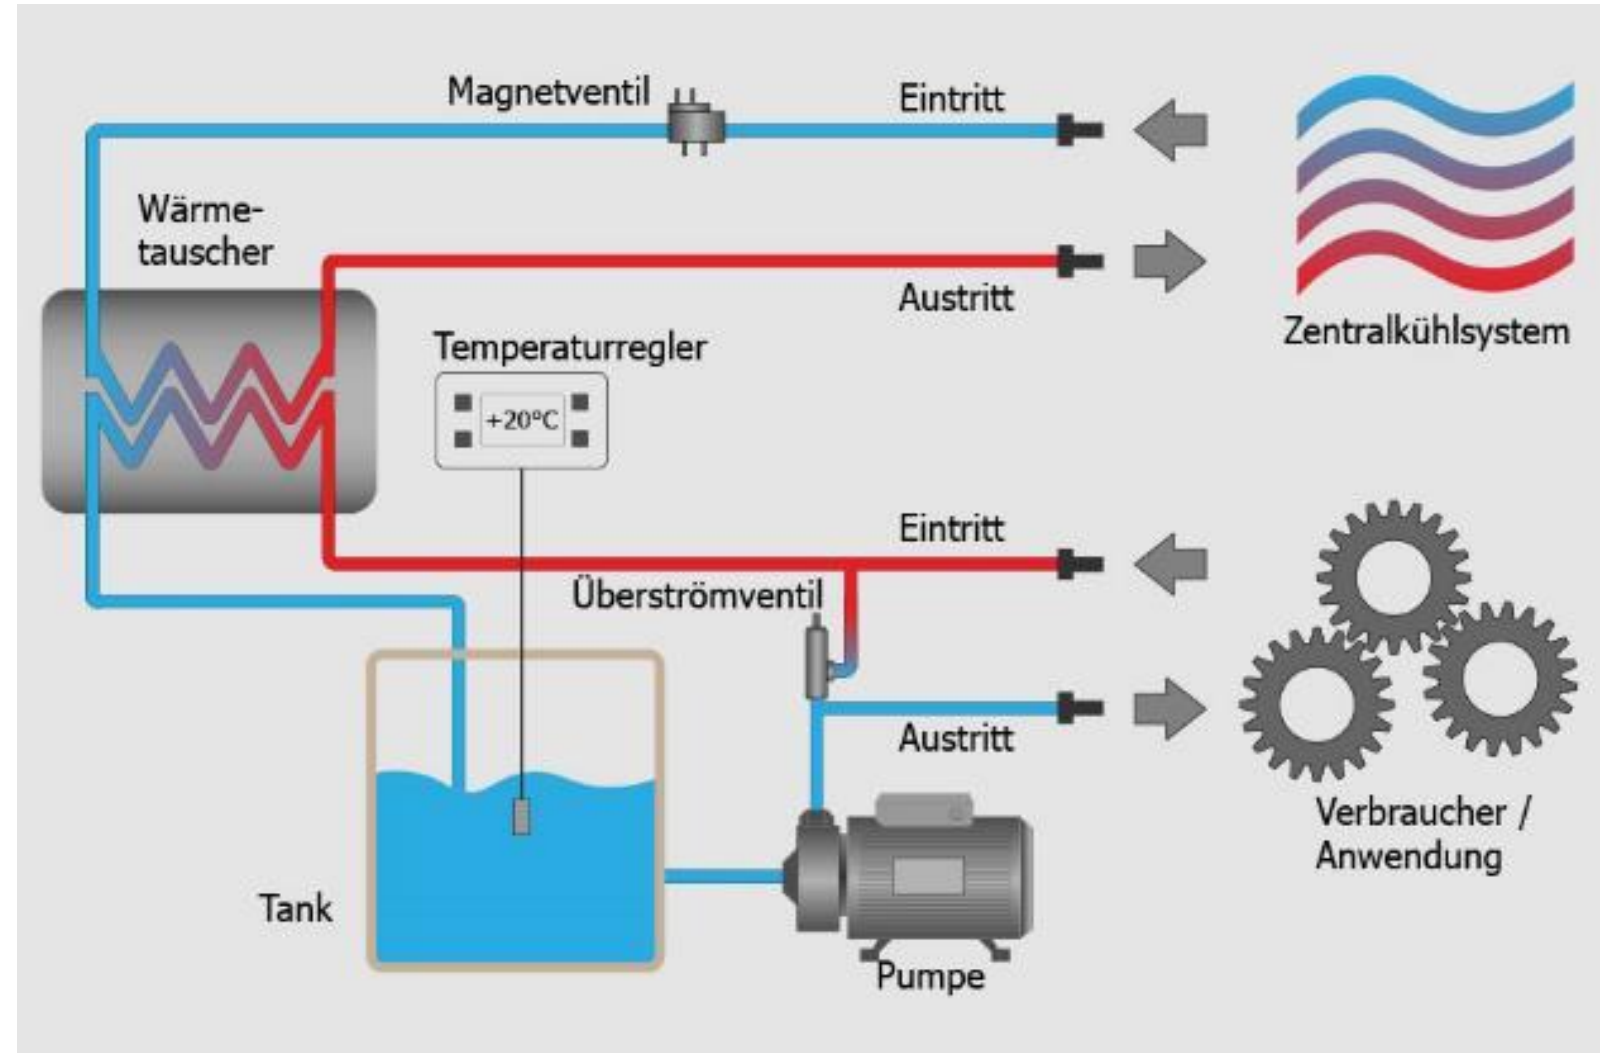 Magnetventil
Eintritt
Wärme-
tauscher
Austritt
Zentralkühlsystem
Temperaturregler
+20°C
Eintritt
Überströmventil
Austritt
Verbraucher /
Anwendung
Tank
Pumpe